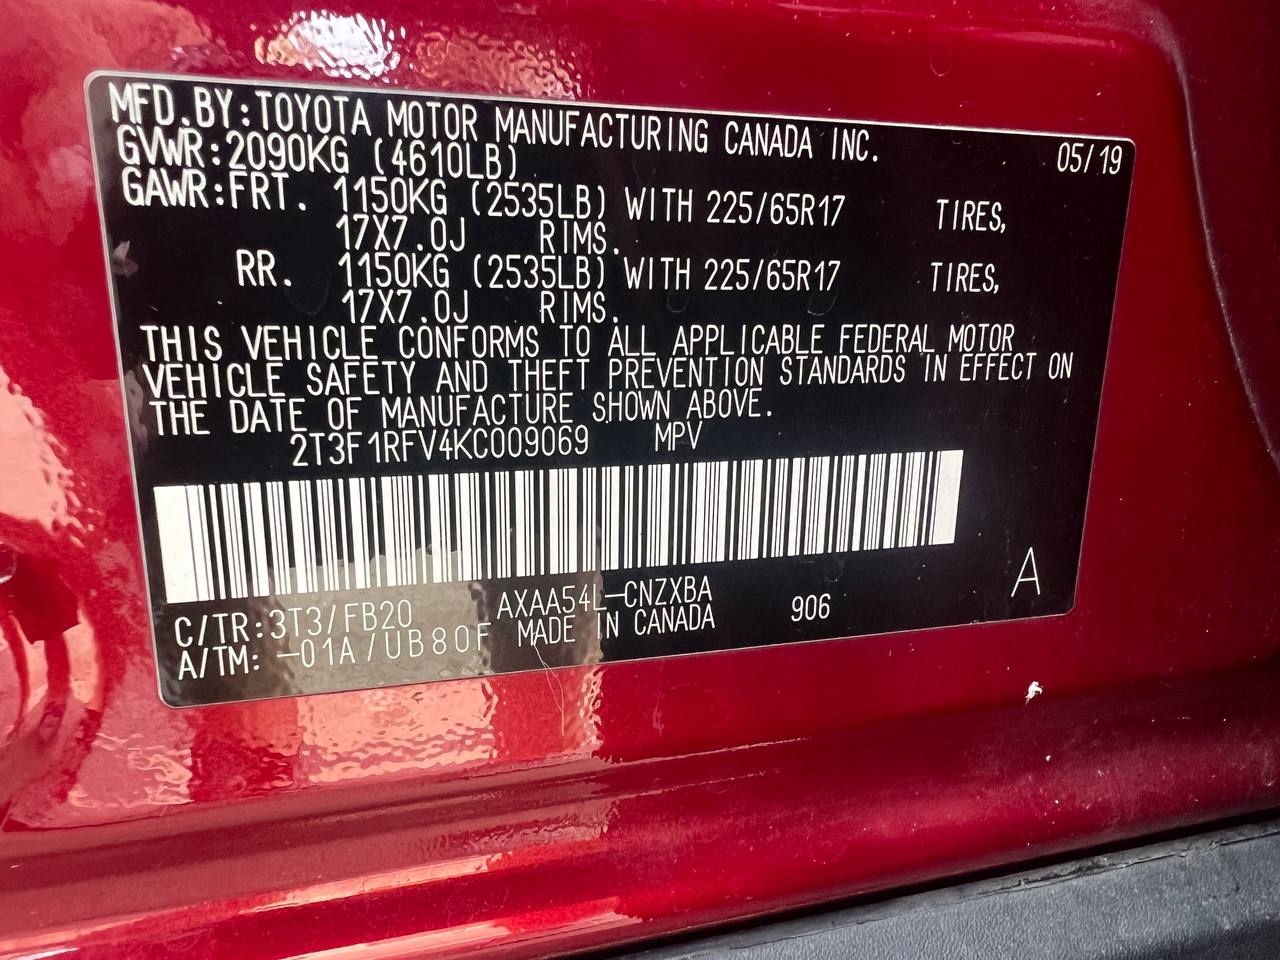 MFD.BY:TOYOTA MOTOR MANUFACTURING CANADA INC.
GVWR:2090KG (4610LB) 05/19
GAWR:FRT. 1150KG (2535LB) WITH 225/65R17 TIRES,
17X7.0J RIMS.
RR. 1150KG (2535LB) WITH 225/65R17 TIRES,
17X7.0J RIMS.
THIS VEHICLE CONFORMS TO ALL APPLICABLE FEDERAL MOTOR
VEHICLE SAFETY AND THEFT PREVENTION STANDARDS IN EFFECT ON
THE DATE OF MANUFACTURE SHOWN ABOVE.
2T3F1RFV4KC009069 MPV
C/TR:3T3/FB20 AXAA54L-CNZXBA
A/TM:-01A/UB80F MADE IN CANADA 906 A